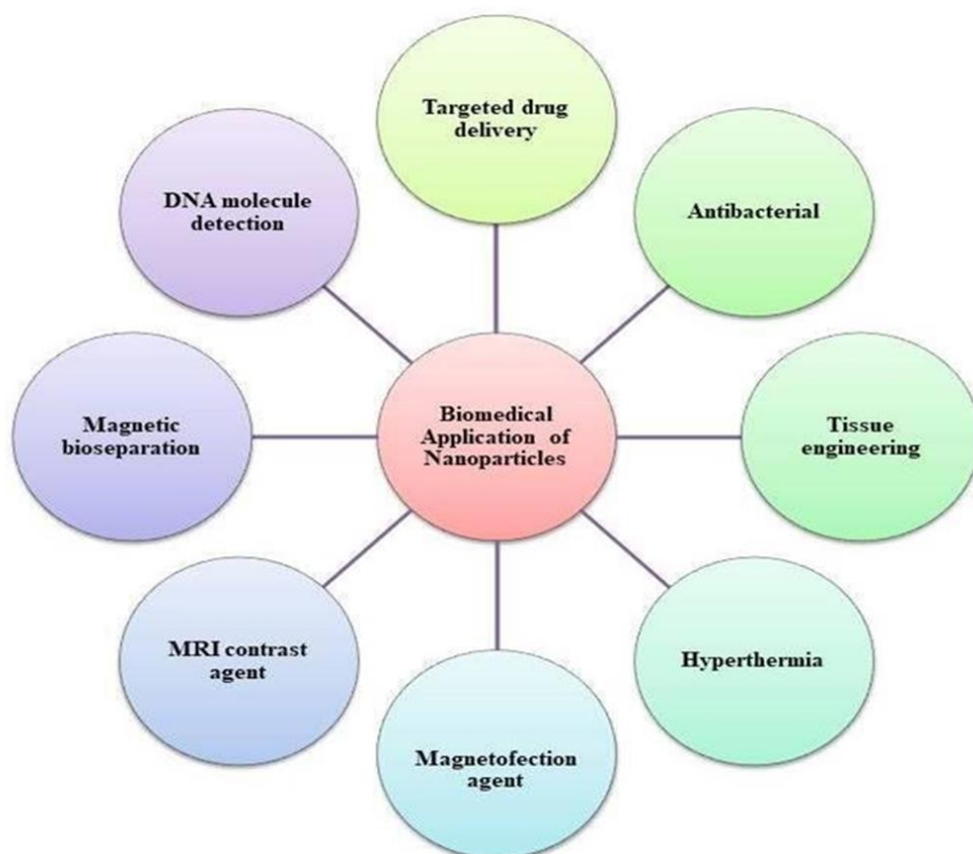 Targeted drug
delivery
DNA molecule
detection
Antibacterial
Magnetic
bioseparation
Biomedical
Application of
Nanoparticles
Tissue
engineering
MRI contrast
agent
Hyperthermia
Magnetofection
agent